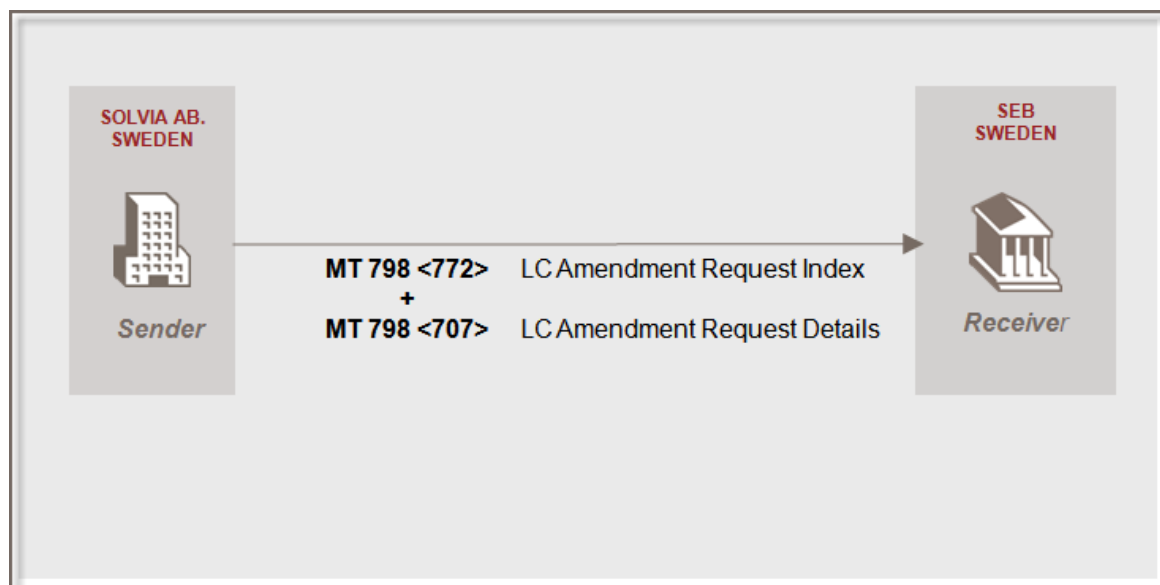 SOLVIA AB.
SWEDEN
Sender
MT 798 <772> LC Amendment Request Index
+
MT 798 <707> LC Amendment Request Details
SEB
SWEDEN
Receiver